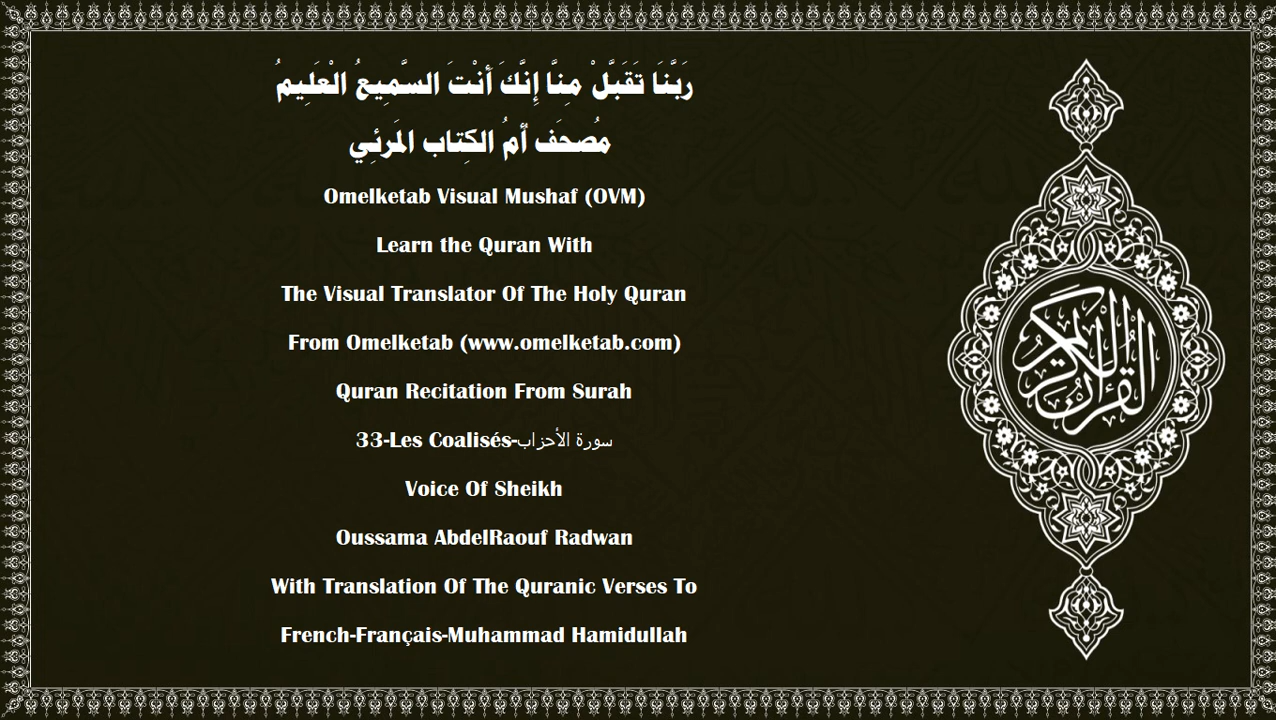 رَبَّنَا تَقَبَّلْ مِنَّا إِنَّكَ أَنْتَ السَّمِيعُ الْعَلِيمُ
مُصحَف أمُ الكِتاب المَرئِي
Omelketab Visual Mushaf (OVM)
Learn the Quran With
The Visual Translator Of The Holy Quran
From Omelketab (www.omelketab.com)
Quran Recitation From Surah
33-Les Coalisés-سورة الأحزاب
Voice Of Sheikh
Oussama AbdelRaouf Radwan
With Translation Of The Quranic Verses To
French-Français-Muhammad Hamidullah
القرآن الكريم